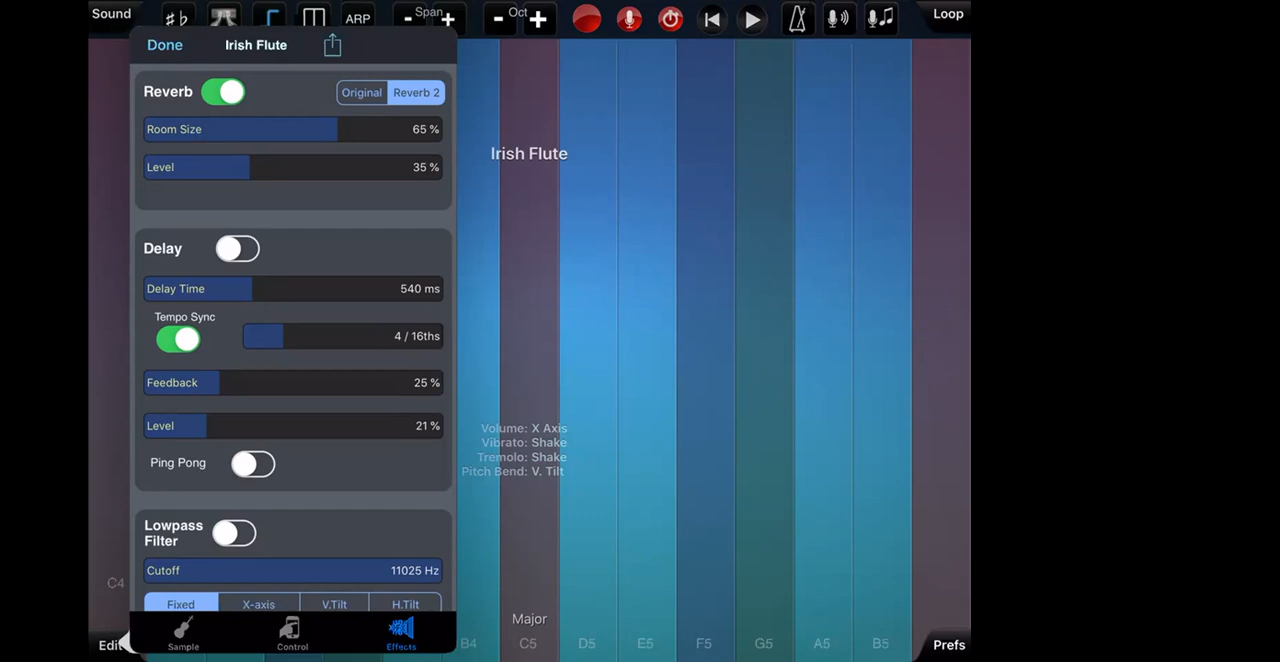 Sound
ARP
- Span +
- Oct +
Loop
Done
Irish Flute
Reverb
Original
Reverb 2
Room Size
65 %
Level
35 %
Irish Flute
Delay
Delay Time
540 ms
Tempo Sync
4 / 16ths
Feedback
25 %
Level
21 %
Ping Pong
Volume: X Axis
Vibrato: Shake
Tremolo: Shake
Pitch Bend: V. Tilt
Lowpass
Filter
Cutoff
11025 Hz
Fixed
X-axis
V.Tilt
H.Tilt
C4
Major
Edit
Sample
Control
Effects
B4
C5
D5
E5
F5
G5
A5
B5
Prefs